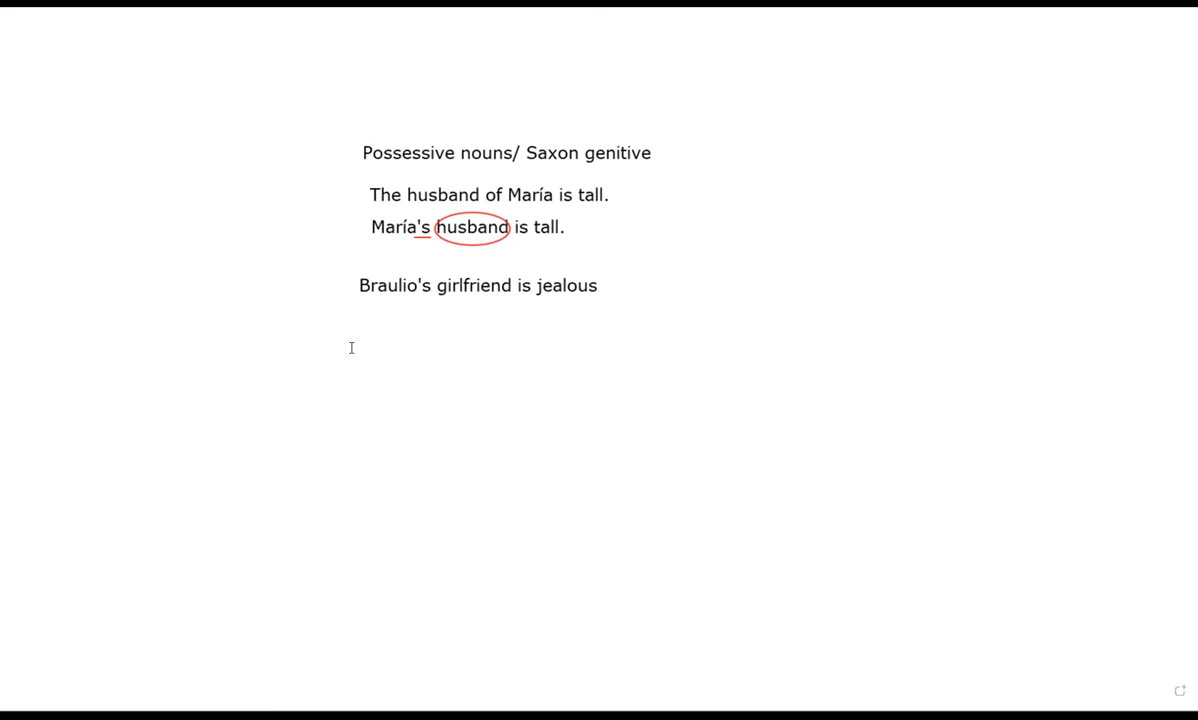 Possessive nouns/ Saxon genitive
The husband of María is tall.
María's husband is tall.
Braulio's girlfriend is jealous